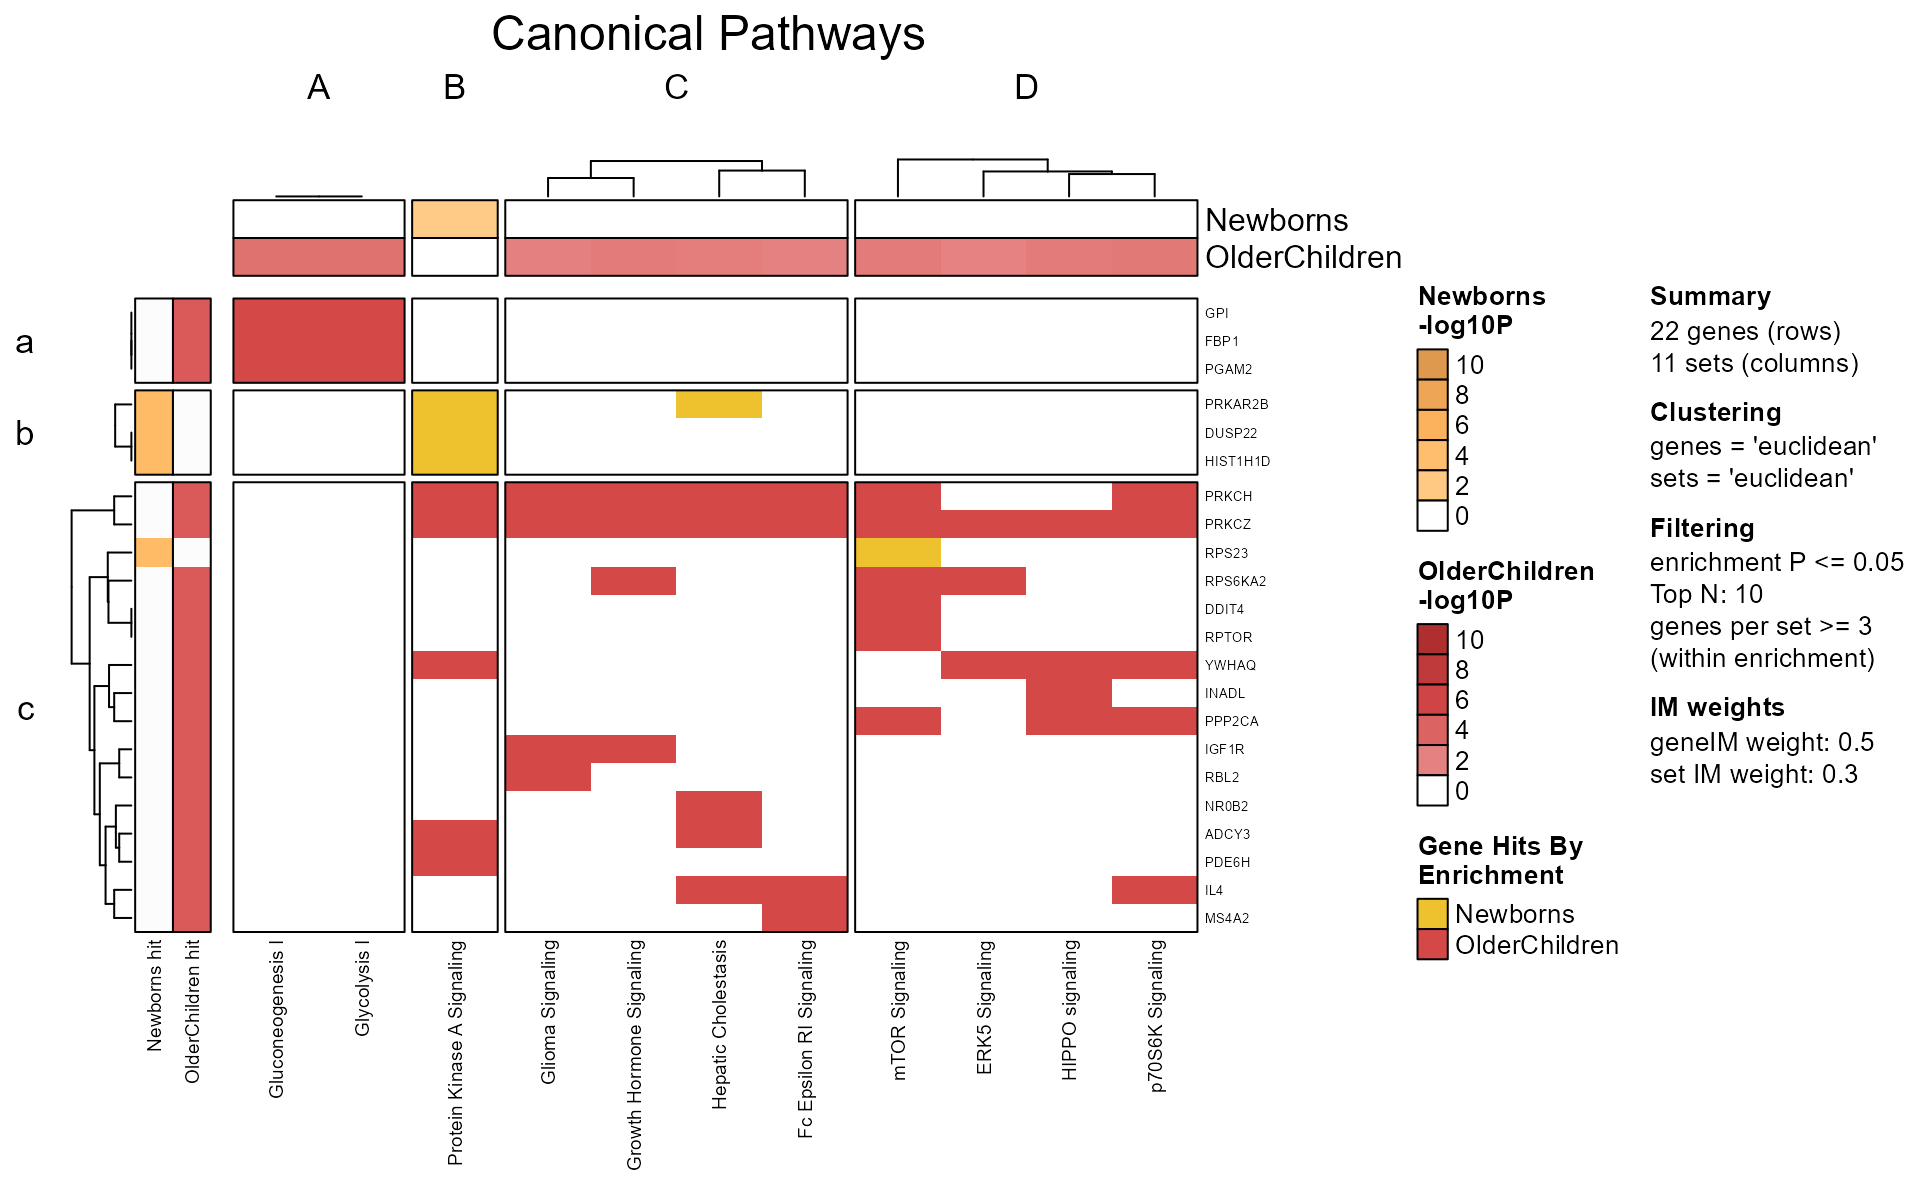 Canonical Pathways
A
B
C
D
Newborns
OlderChildren
a
b
c
GPI
FBP1
PGAM2
PRKAR2B
DUSP22
HIST1H1D
PRKCH
PRKCZ
RPS23
RPS6KA2
DDIT4
RPTOR
YWHAQ
INADL
PPP2CA
IGF1R
RBL2
NR0B2
ADCY3
PDE6H
IL4
MS4A2
Newborns hit
OlderChildren hit
Gluconeogenesis I
Glycolysis I
Protein Kinase A Signaling
Glioma Signaling
Growth Hormone Signaling
Hepatic Cholestasis
Fc Epsilon RI Signaling
mTOR Signaling
ERK5 Signaling
HIPPO signaling
p70S6K Signaling
Newborns
-log10P
10
8
6
4
2
0
OlderChildren
-log10P
10
8
6
4
2
0
Gene Hits By
Enrichment
Newborns
OlderChildren
Summary
22 genes (rows)
11 sets (columns)
Clustering
genes = 'euclidean'
sets = 'euclidean'
Filtering
enrichment P <= 0.05
Top N: 10
genes per set >= 3
(within enrichment)
IM weights
geneIM weight: 0.5
set IM weight: 0.3